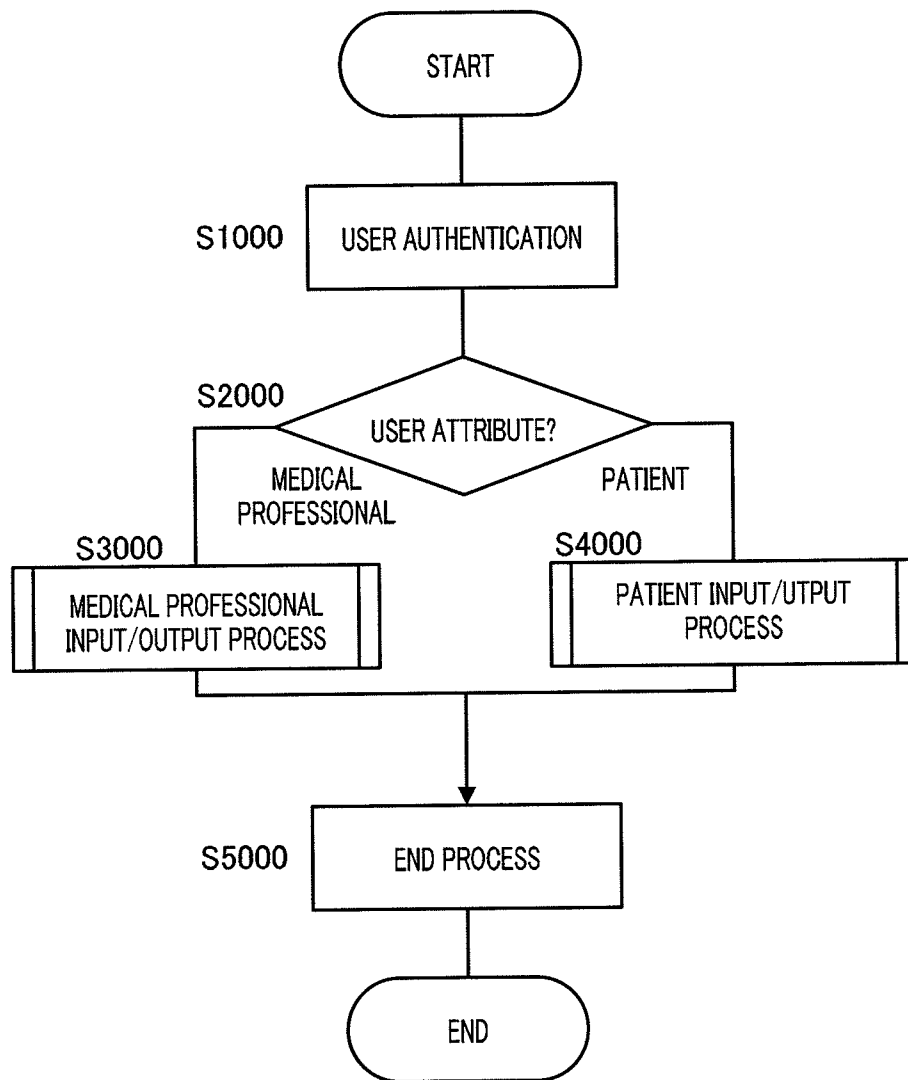 START
S1000
USER AUTHENTICATION
S2000
USER ATTRIBUTE?
MEDICAL
PROFESSIONAL
PATIENT
S3000
MEDICAL PROFESSIONAL
INPUT/OUTPUT PROCESS
S4000
PATIENT INPUT/UTPUT
PROCESS
S5000
END PROCESS
END